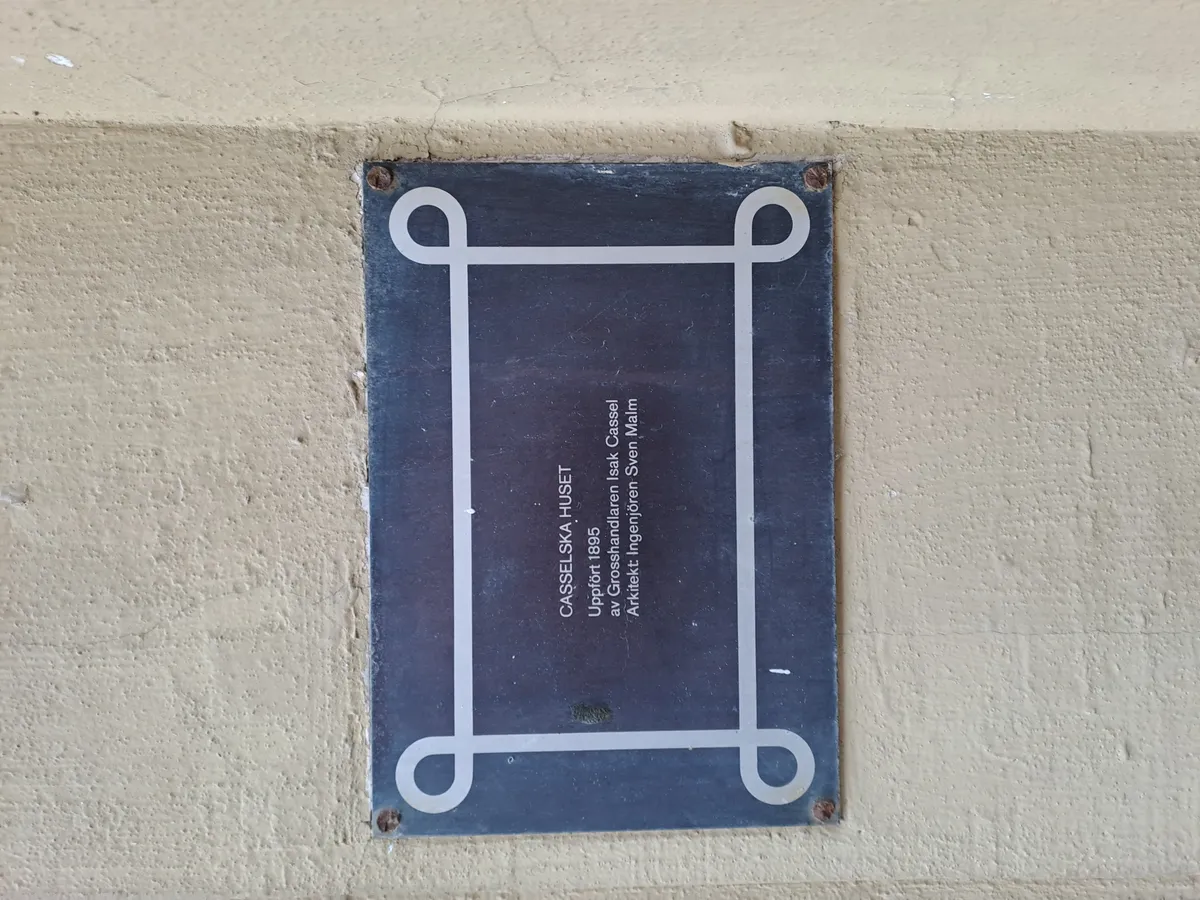 CASSELSKA HUSET
Uppfört 1895
av Grosshandlaren Isak Cassel
Arkitekt: Ingenjören Sven Malm